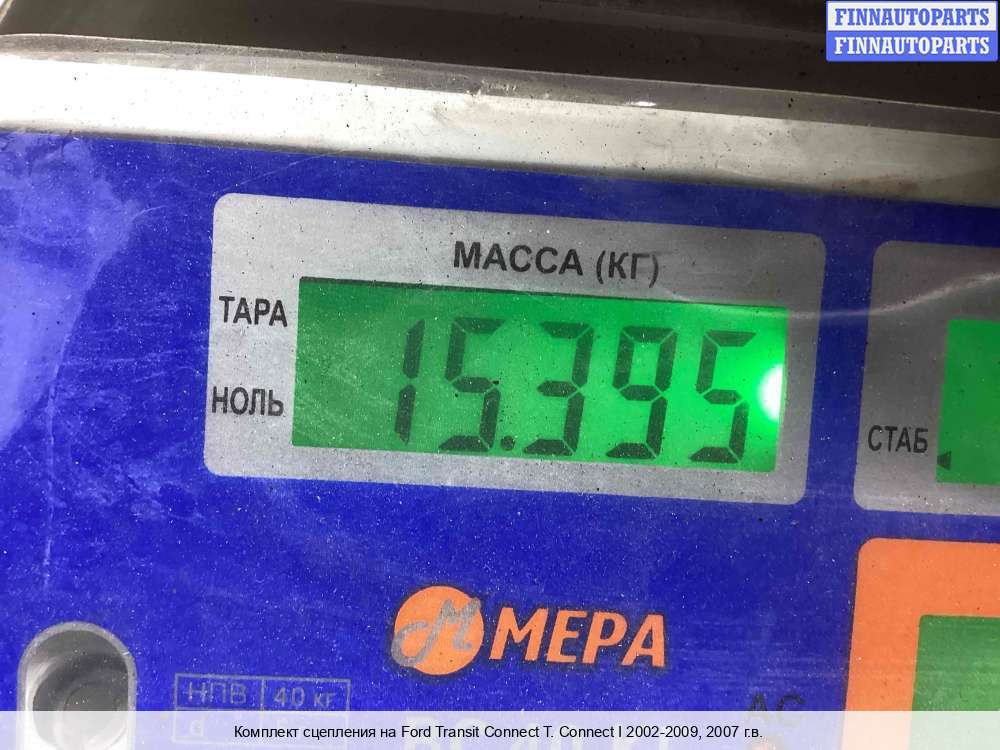 FINNAUTOPARTS
FINNAUTOPARTS
МАССА (КГ)
ТАРА
15.395
НОЛЬ
СТАБ
М МЕРА
НПВ 40 кг
d
АС
Комплект сцепления на Ford Transit Connect T. Connect I 2002-2009, 2007 г.в.